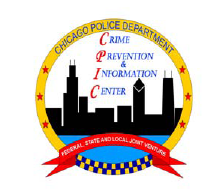 CHICAGO POLICE DEPARTMENT
CRIME
PREVENTION
&
INFORMATION
CENTER
FEDERAL, STATE AND LOCAL JOINT VENTURE